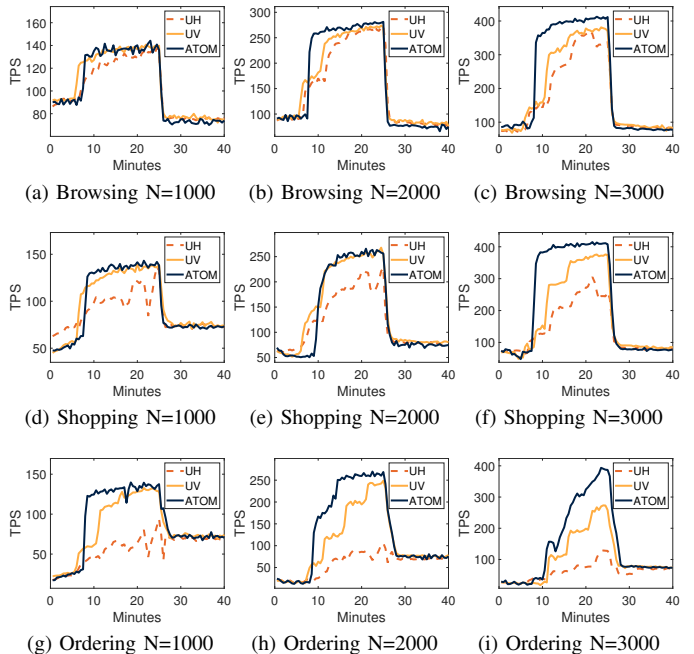 UH
UV
ATOM
TPS
140
120
100
80
0 10 20 30 40
Minutes
(a) Browsing N=1000
UH
UV
ATOM
TPS
250
200
150
100
0 10 20 30 40
Minutes
(b) Browsing N=2000
UH
UV
ATOM
TPS
400
300
200
100
0 10 20 30 40
Minutes
(c) Browsing N=3000
UH
UV
ATOM
TPS
150
100
50
0 10 20 30 40
Minutes
(d) Shopping N=1000
UH
UV
ATOM
TPS
250
200
150
100
50
0 10 20 30 40
Minutes
(e) Shopping N=2000
UH
UV
ATOM
TPS
400
300
200
100
0 10 20 30 40
Minutes
(f) Shopping N=3000
UH
UV
ATOM
TPS
150
100
50
0 10 20 30 40
Minutes
(g) Ordering N=1000
UH
UV
ATOM
TPS
250
200
150
100
50
0 10 20 30 40
Minutes
(h) Ordering N=2000
UH
UV
ATOM
TPS
400
300
200
100
0 10 20 30 40
Minutes
(i) Ordering N=3000